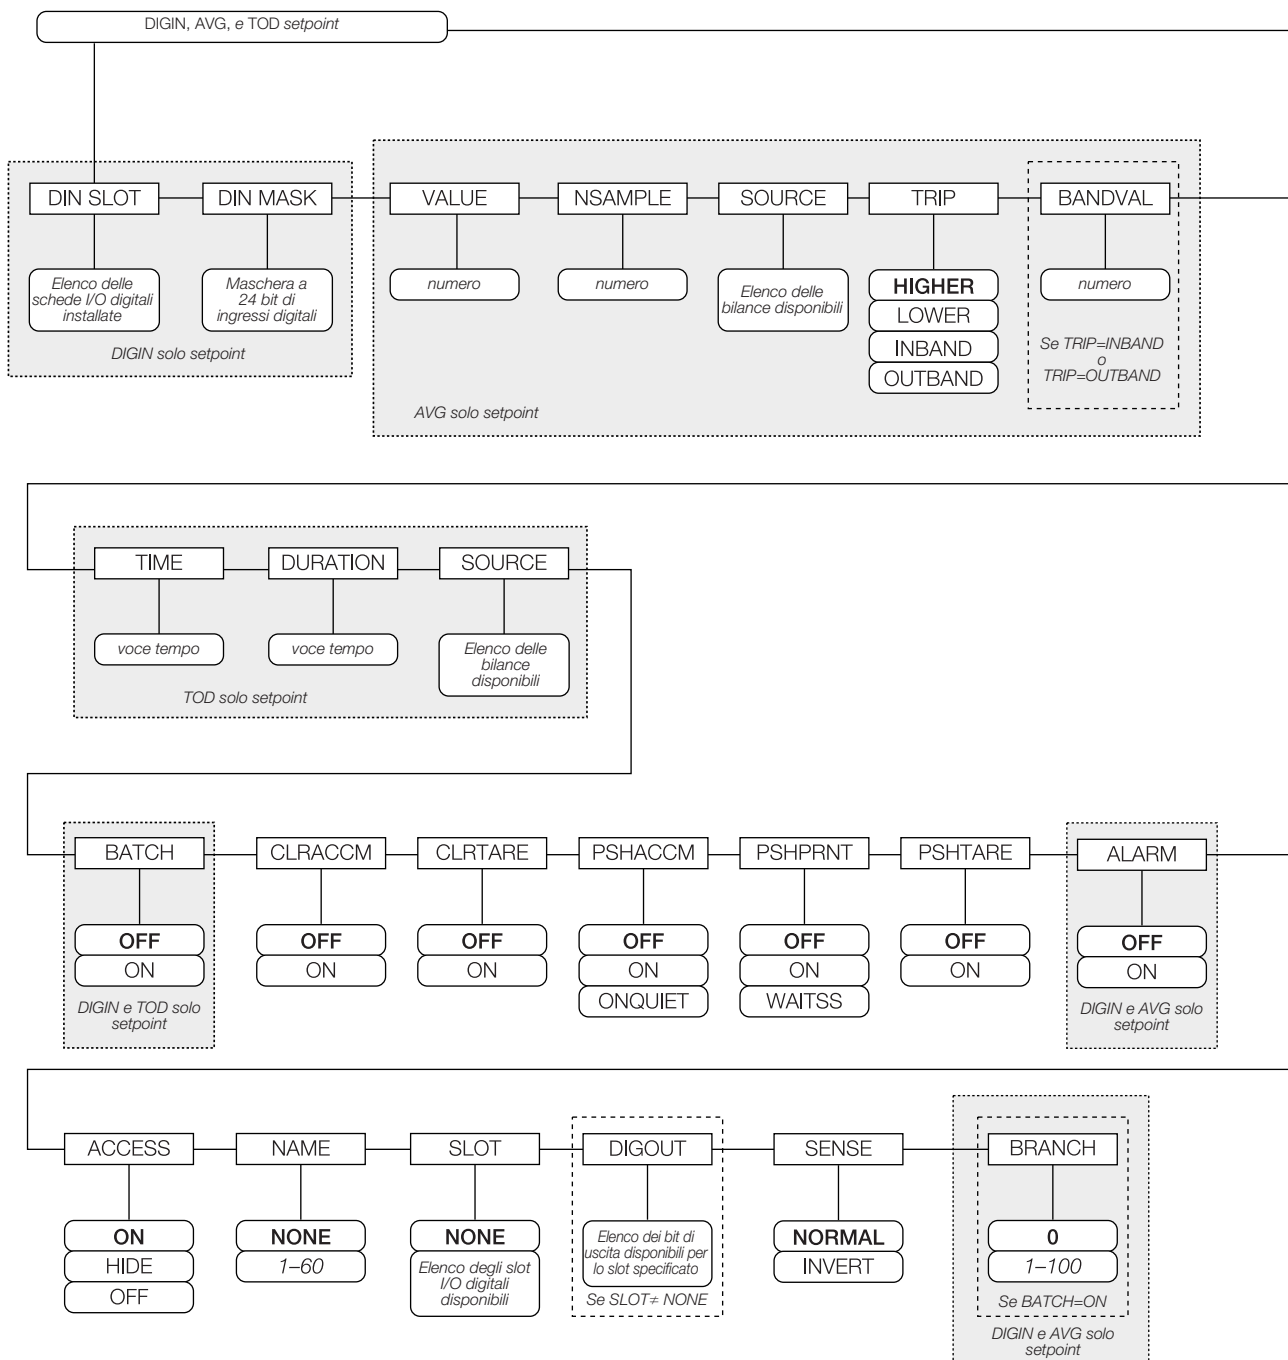 DIGIN, AVG, e TOD setpoint
DIN SLOT
DIN MASK
VALUE
NSAMPLE
SOURCE
TRIP
BANDVAL
Elenco delle
schede I/O digitali
installate
Maschera a
24 bit di
ingressi digitali
numero
numero
Elenco delle
bilance disponibili
HIGHER
LOWER
INBAND
OUTBAND
numero
Se TRIP=INBAND
o
TRIP=OUTBAND
DIGIN solo setpoint
AVG solo setpoint
TIME
DURATION
SOURCE
voce tempo
voce tempo
Elenco delle
bilance
disponibili
TOD solo setpoint
BATCH
CLRACCM
CLRTARE
PSHACCM
PSHPRNT
PSHTARE
ALARM
OFF
ON
OFF
ON
OFF
ON
OFF
ON
ONQUIET
OFF
ON
WAITSS
OFF
ON
OFF
ON
DIGIN e TOD solo
setpoint
DIGIN e AVG solo
setpoint
ACCESS
NAME
SLOT
DIGOUT
SENSE
BRANCH
ON
HIDE
OFF
NONE
1–60
NONE
Elenco degli slot
I/O digitali
disponibili
Elenco dei bit di
uscita disponibili per
lo slot specificato
Se SLOT≠ NONE
NORMAL
INVERT
0
1–100
Se BATCH=ON
DIGIN e AVG solo
setpoint